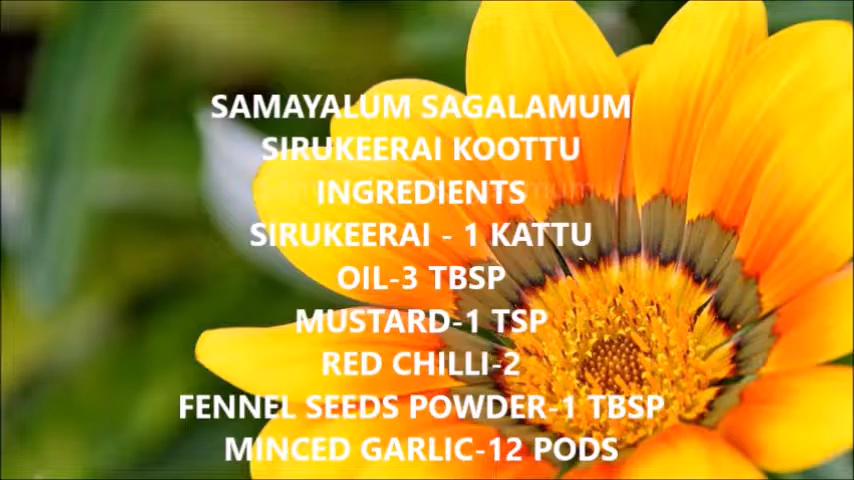 SAMAYALUM SAGALAMUM
SIRUKEERAI KOOTTU
INGREDIENTS
SIRUKEERAI - 1 KATTU
OIL-3 TBSP
MUSTARD-1 TSP
RED CHILLI-2
FENNEL SEEDS POWDER-1 TBSP
MINCED GARLIC-12 PODS